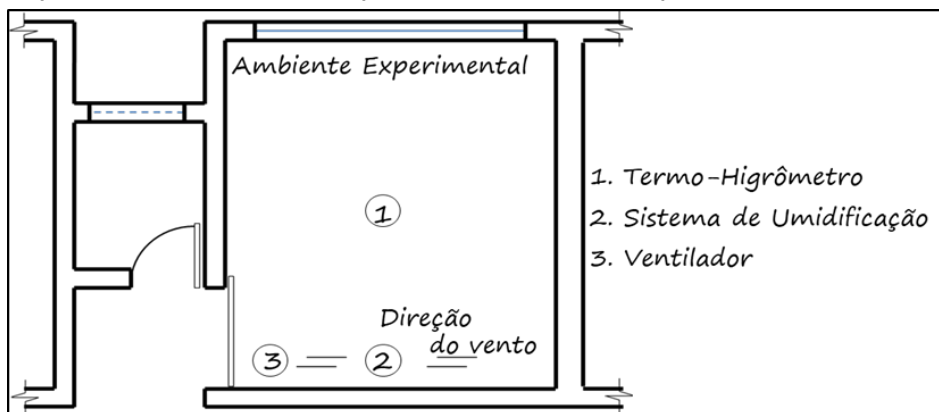 Ambiente Experimental
1
1. Termo-Higrômetro
2. Sistema de Umidificação
3. Ventilador
Direção
do vento
3
2